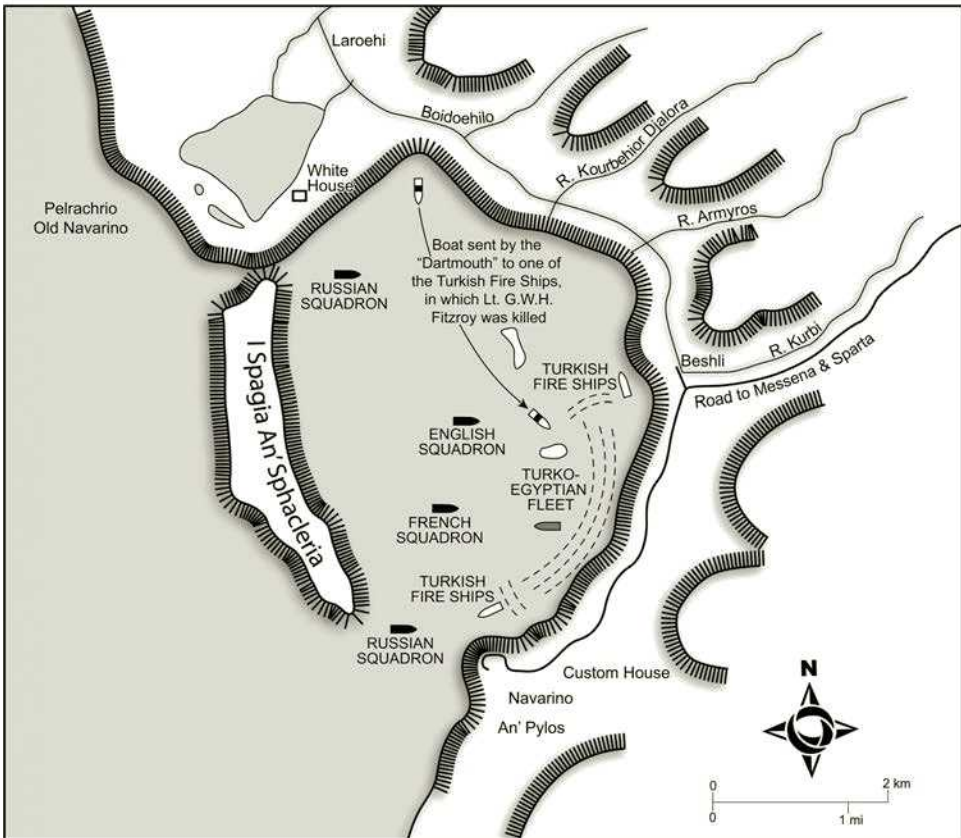 Laroehi
Boidoehilo
R. Kourbehior Djalora
White
House
Pelrachrio
Old Navarino
R. Armyros
Boat sent by the
“Dartmouth” to one of
the Turkish Fire Ships,
in which Lt. G.W.H.
Fitzroy was killed
RUSSIAN
SQUADRON
I Spagia An' Sphacleria
Beshli
R. Kurbi
Road to Messena & Sparta
TURKISH
FIRE SHIPS
ENGLISH
SQUADRON
TURKO-
EGYPTIAN
FLEET
FRENCH
SQUADRON
TURKISH
FIRE SHIPS
RUSSIAN
SQUADRON
Custom House
Navarino
An' Pylos
N
0 2 km
0 1 mi